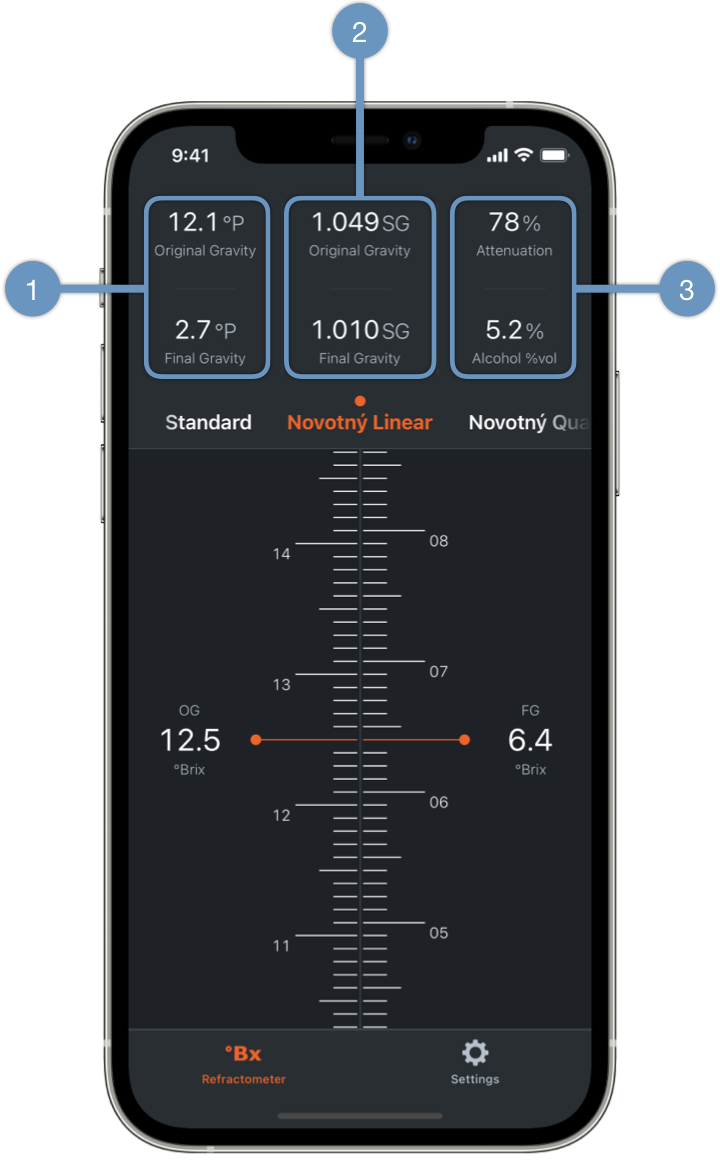 2
9:41
12.1 °P
Original Gravity
1.049 SG
Original Gravity
78%
Attenuation
1
3
2.7 °P
Final Gravity
1.010 SG
Final Gravity
5.2%
Alcohol %vol
Standard
Novotný Linear
Novotný Qua
08
14
07
13
OG
12.5
°Brix
FG
6.4
°Brix
06
12
05
11
°Bx
Refractometer
Settings